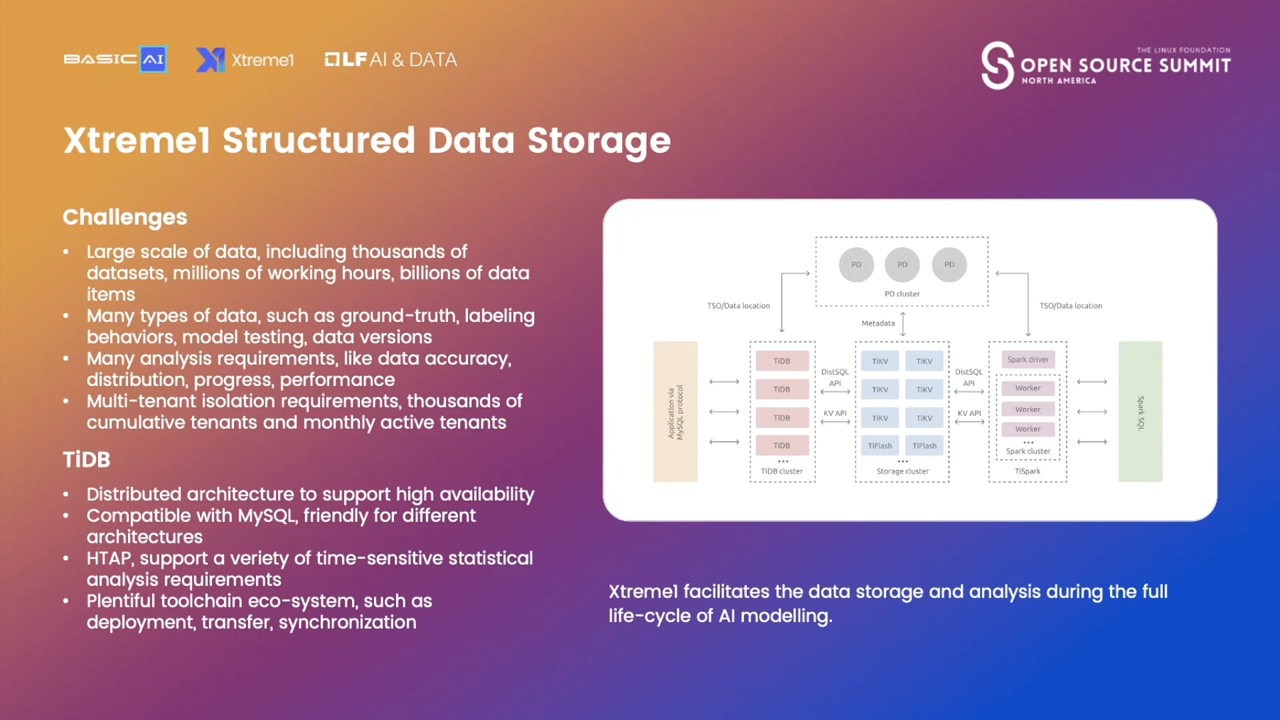 BASIC AI
Xtreme1
LF AI & DATA
THE LINUX FOUNDATION
OPEN SOURCE SUMMIT
NORTH AMERICA
Xtreme1 Structured Data Storage
Challenges
• Large scale of data, including thousands of
datasets, millions of working hours, billions of data
items
• Many types of data, such as ground-truth, labeling
behaviors, model testing, data versions
• Many analysis requirements, like data accuracy,
distribution, progress, performance
• Multi-tenant isolation requirements, thousands of
cumulative tenants and monthly active tenants
TiDB
• Distributed architecture to support high availability
• Compatible with MySQL, friendly for different
architectures
• HTAP, support a veriety of time-sensitive statistical
analysis requirements
• Plentiful toolchain eco-system, such as
deployment, transfer, synchronization
PD PD PD
PD cluster
TSO/Data location
TSO/Data location
Metadata
Application via
MySQL protocol
TiDB
TiDB
TiDB
TiDB
•••
TiDB cluster
DistSQL
API
KV API
TiKV TiKV
TiKV TiKV
TiKV TiKV
TiFlash TiFlash
•••
Storage cluster
DistSQL
API
KV API
Spark driver
Worker
Worker
Worker
•••
Spark cluster
TiSpark
Spark SQL
Xtreme1 facilitates the data storage and analysis during the full
life-cycle of AI modelling.